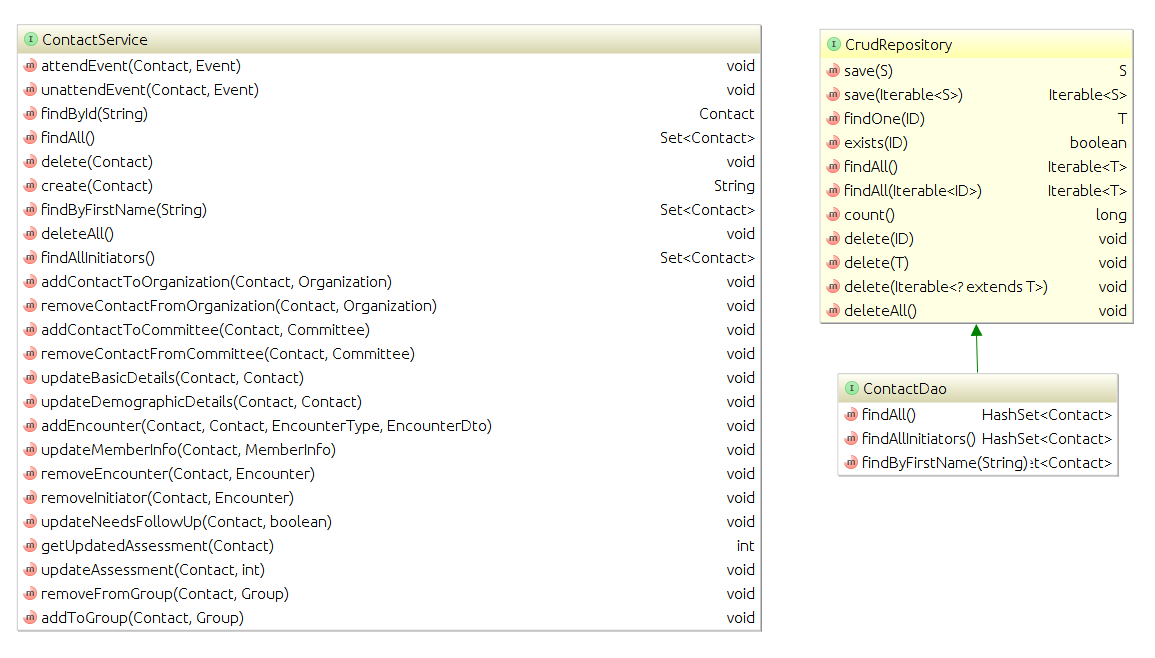 ContactService
attendEvent(Contact, Event) void
unattendEvent(Contact, Event) void
findById(String) Contact
findAll() Set<Contact>
delete(Contact) void
create(Contact) String
findByFirstName(String) Set<Contact>
deleteAll() void
findAllInitiators() Set<Contact>
addContactToOrganization(Contact, Organization) void
removeContactFromOrganization(Contact, Organization) void
addContactToCommittee(Contact, Committee) void
removeContactFromCommittee(Contact, Committee) void
updateBasicDetails(Contact, Contact) void
updateDemographicDetails(Contact, Contact) void
addEncounter(Contact, Contact, EncounterType, EncounterDto) void
updateMemberInfo(Contact, MemberInfo) void
removeEncounter(Contact, Encounter) void
removeInitiator(Contact, Encounter) void
updateNeedsFollowUp(Contact, boolean) void
getUpdatedAssessment(Contact) int
updateAssessment(Contact, int) void
removeFromGroup(Contact, Group) void
addToGroup(Contact, Group) void
CrudRepository
save(S) S
save(Iterable<S>) Iterable<S>
findOne(ID) T
exists(ID) boolean
findAll() Iterable<T>
findAll(Iterable<ID>) Iterable<T>
count() long
delete(ID) void
delete(T) void
delete(Iterable<? extends T>) void
deleteAll() void
ContactDao
findAll() HashSet<Contact>
findAllInitiators() HashSet<Contact>
findByFirstName(String) t<Contact>